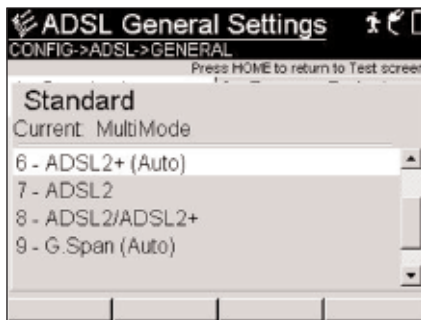 ADSL General Settings
CONFIG->ADSL->GENERAL
Press HOME to return to Test screen
Standard
Current: MultiMode
6 - ADSL2+ (Auto)
7 - ADSL2
8 - ADSL2/ADSL2+
9 - G.Span (Auto)